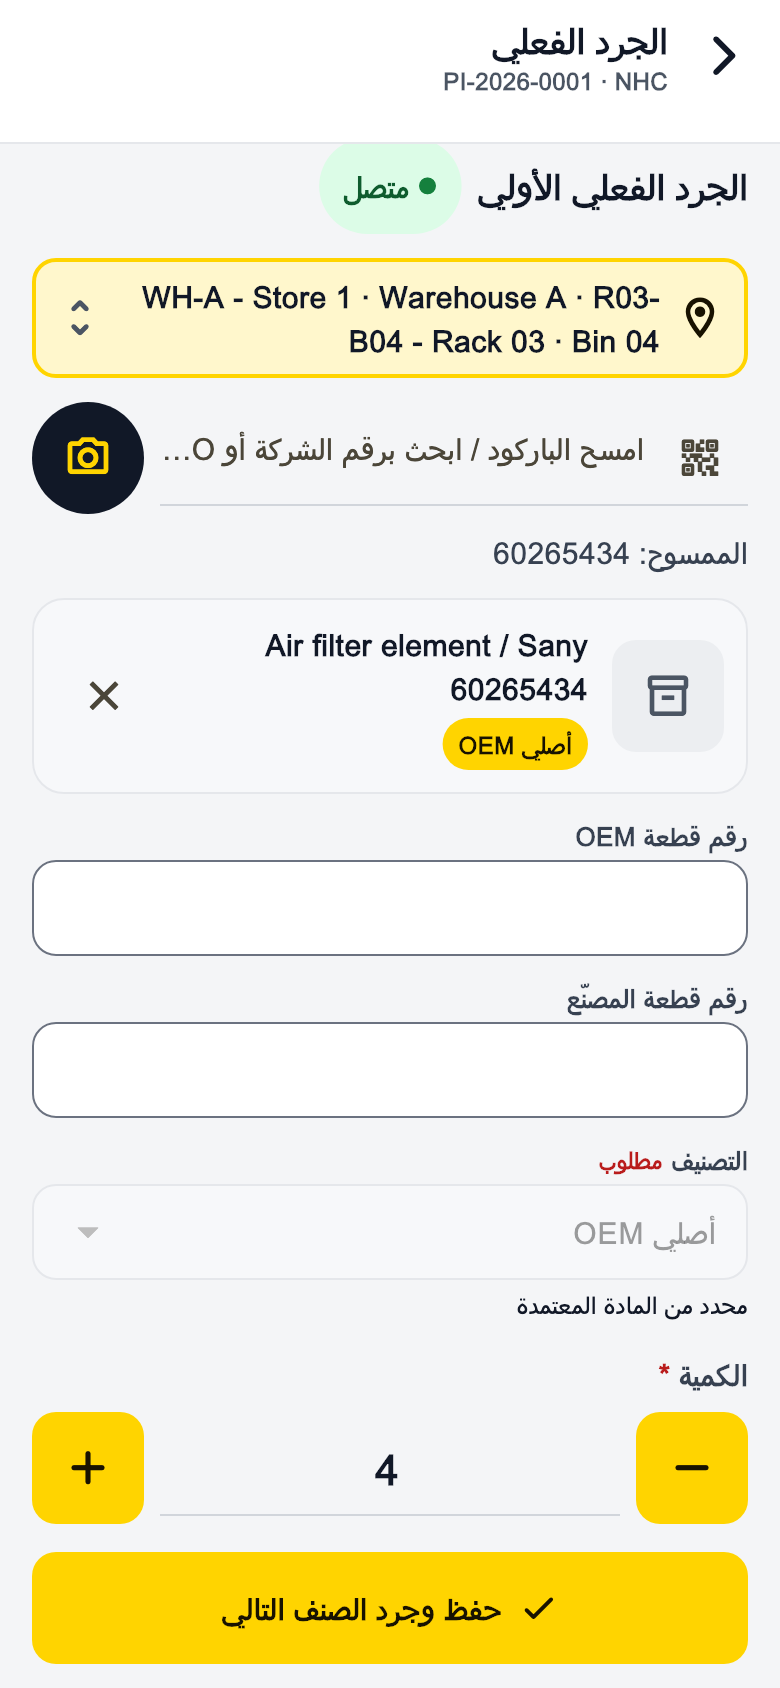 الجرد الفعلي
PI-2026-0001 · NHC
الجرد الفعلي الأولي
متصل
WH-A - Store 1 · Warehouse A · R03-
B04 - Rack 03 · Bin 04
امسح الباركود / ابحث برقم الشركة أو O…
الممسوح: 60265434
Air filter element / Sany
60265434
أصلي OEM
رقم قطعة OEM
رقم قطعة المصنّع
التصنيف مطلوب
أصلي OEM
محدد من المادة المعتمدة
الكمية *
4
حفظ وجرد الصنف التالي